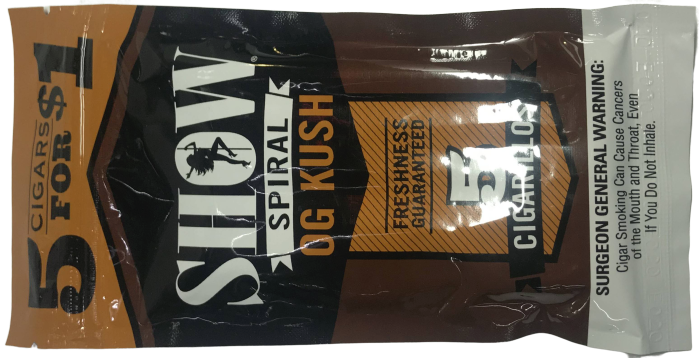 5 CIGARS
FOR $1
SHOW®
SPIRAL
OG KUSH
FRESHNESS
GUARANTEED
5
CIGARILLOS
SURGEON GENERAL WARNING:
Cigar Smoking Can Cause Cancers
of the Mouth and Throat, Even
If You Do Not Inhale.